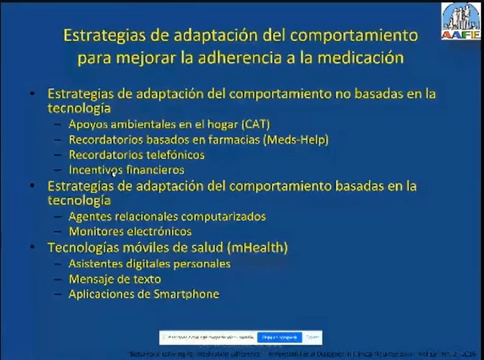 AAFE
Estrategias de adaptación del comportamiento
para mejorar la adherencia a la medicación
• Estrategias de adaptación del comportamiento no basadas en la
tecnología
– Apoyos ambientales en el hogar (CAT)
– Recordatorios basados en farmacias (Meds-Help)
– Recordatorios telefónicos
– Incentivos financieros
• Estrategias de adaptación del comportamiento basadas en la
tecnología
– Agentes relacionales computarizados
– Monitores electrónicos
• Tecnologías móviles de salud (mHealth)
– Asistentes digitales personales
– Mensaje de texto
– Aplicaciones de Smartphone